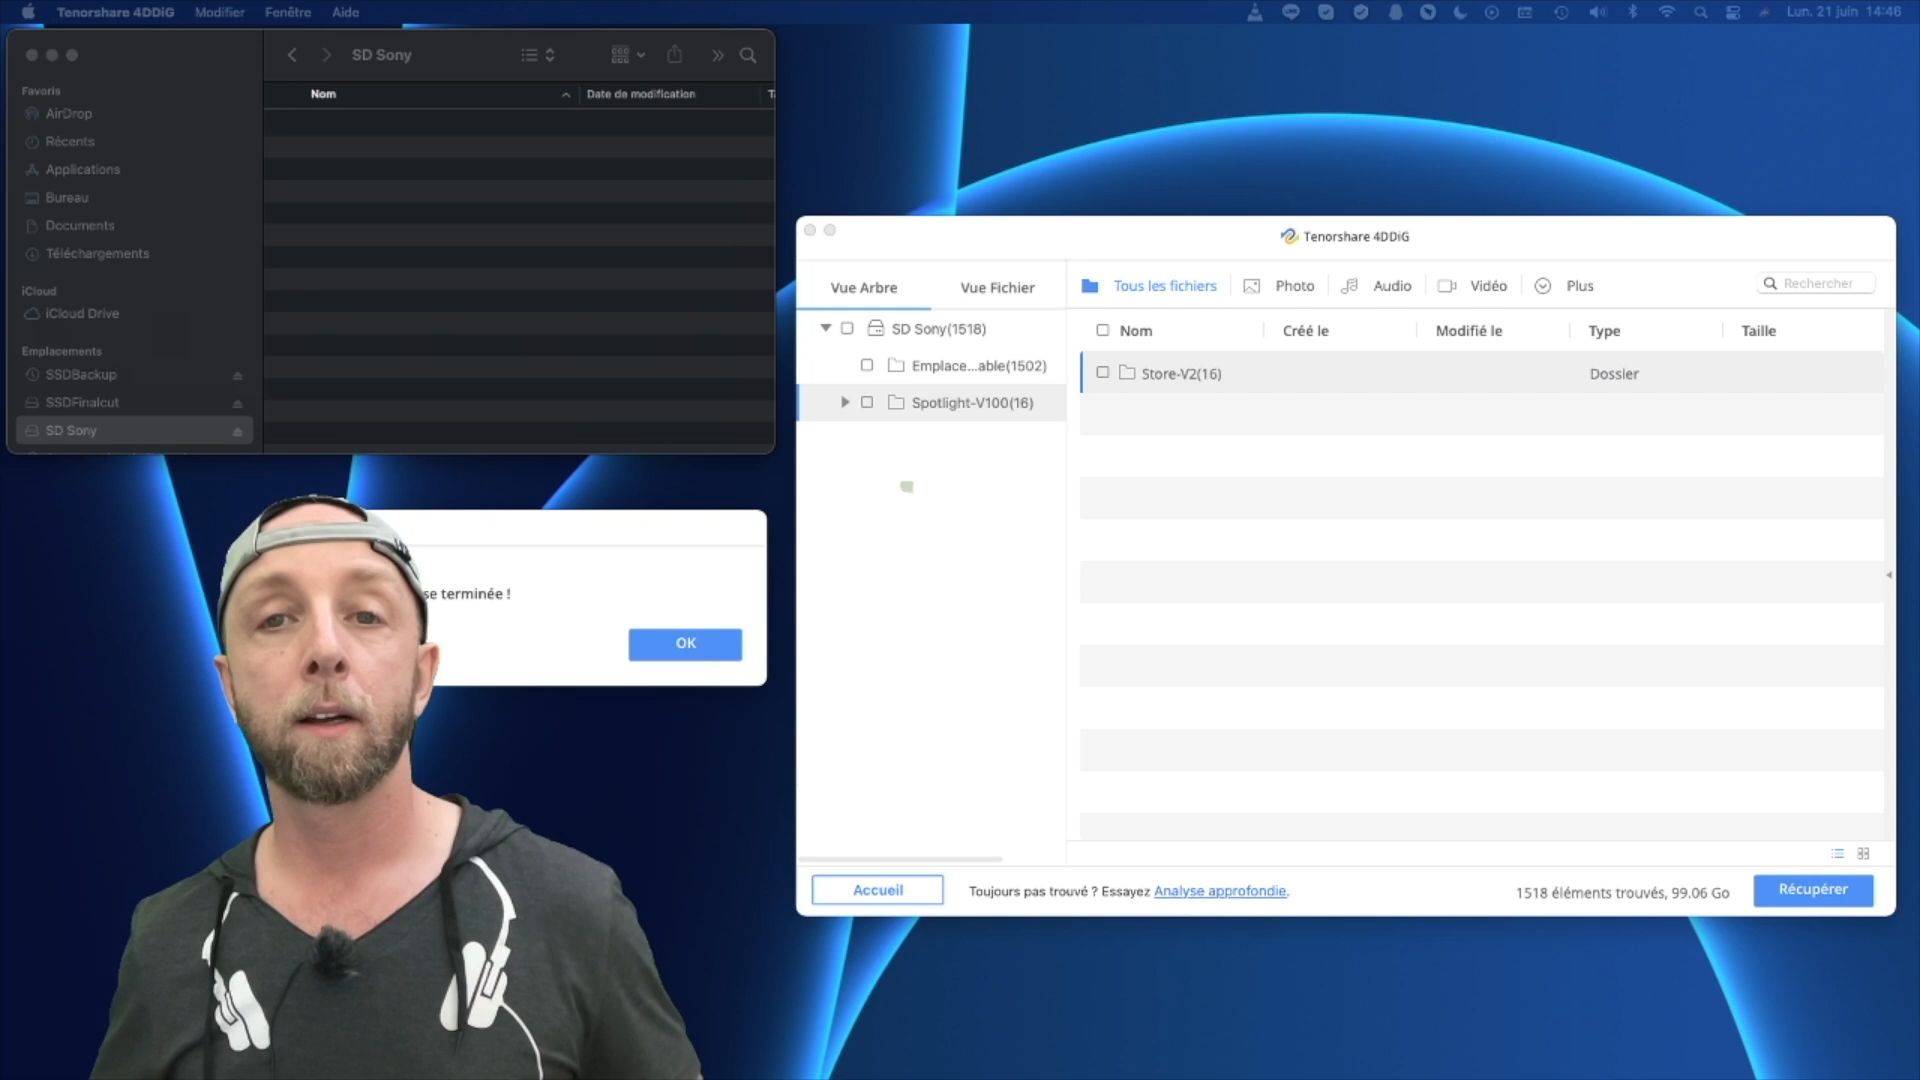 Tenorshare 4DDiG Modifier Fenêtre Aide
Lun. 21 juin 14:46
SD Sony
Favoris
AirDrop
Récents
Applications
Bureau
Documents
Téléchargements
iCloud
iCloud Drive
Emplacements
SSDBackup
SSDFinalcut
SD Sony
Nom
Date de modification
se terminée !
OK
Tenorshare 4DDiG
Vue Arbre
Vue Fichier
Tous les fichiers
Photo
Audio
Vidéo
Plus
Rechercher
SD Sony(1518)
Emplace...able(1502)
Spotlight-V100(16)
Nom
Créé le
Modifié le
Type
Taille
Store-V2(16)
Dossier
Accueil
Toujours pas trouvé ? Essayez Analyse approfondie.
1518 éléments trouvés, 99.06 Go
Récupérer